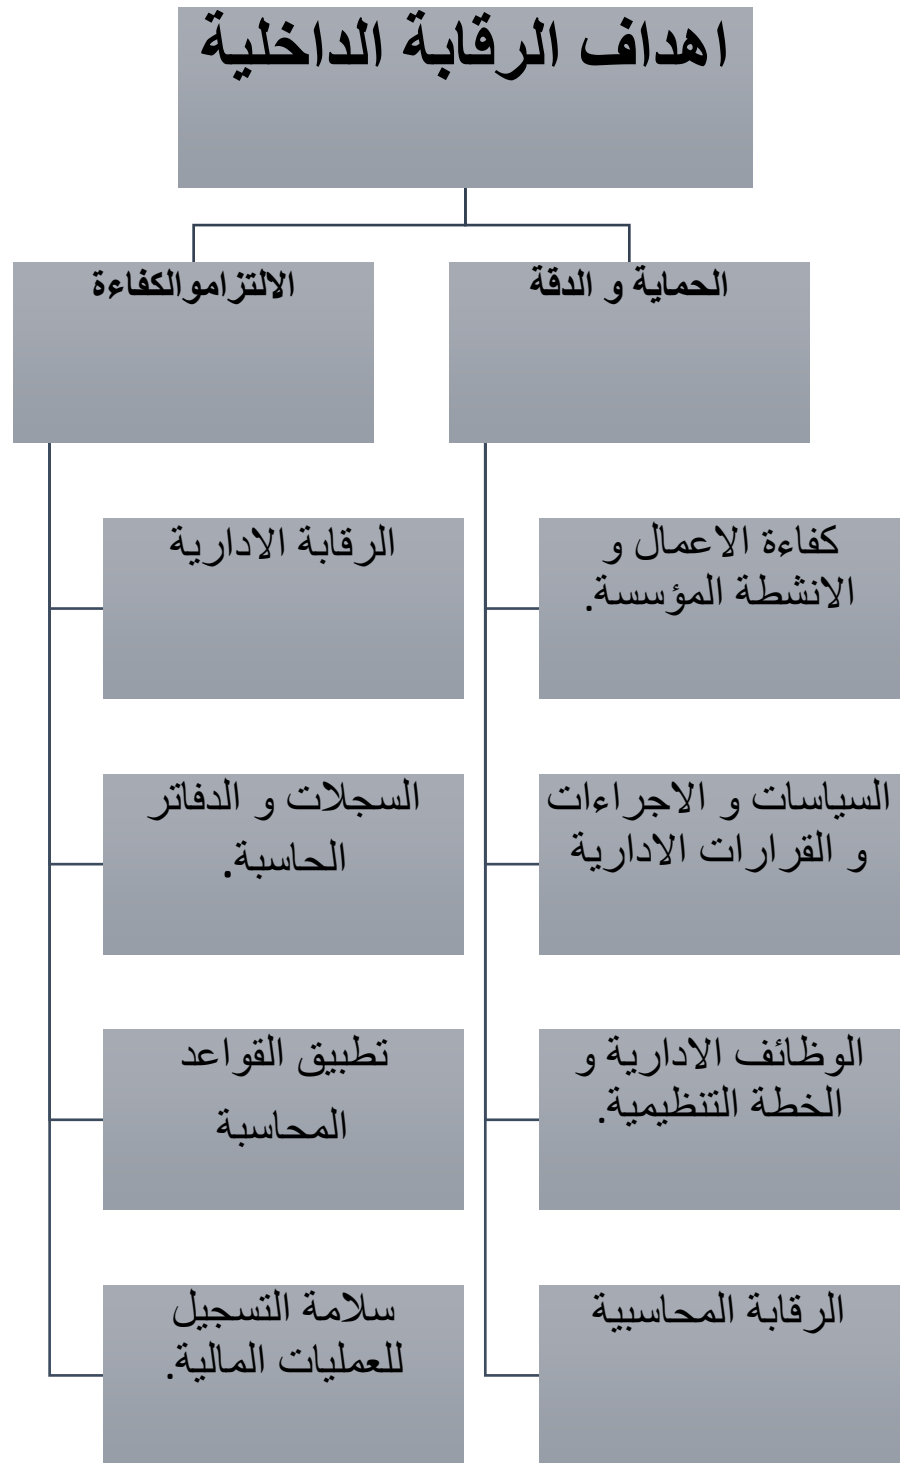 اهداف الرقابة الداخلية
الحماية و الدقة
الالتزاموالكفاءة
كفاءة الاعمال و
الانشطة المؤسسة.
السياسات و الاجراءات
و القرارات الادارية
الوظائف الادارية و
الخطة التنظيمية.
الرقابة المحاسبية
الرقابة الادارية
السجلات و الدفاتر
الحاسبة.
تطبيق القواعد
المحاسبة
سلامة التسجيل
للعمليات المالية.